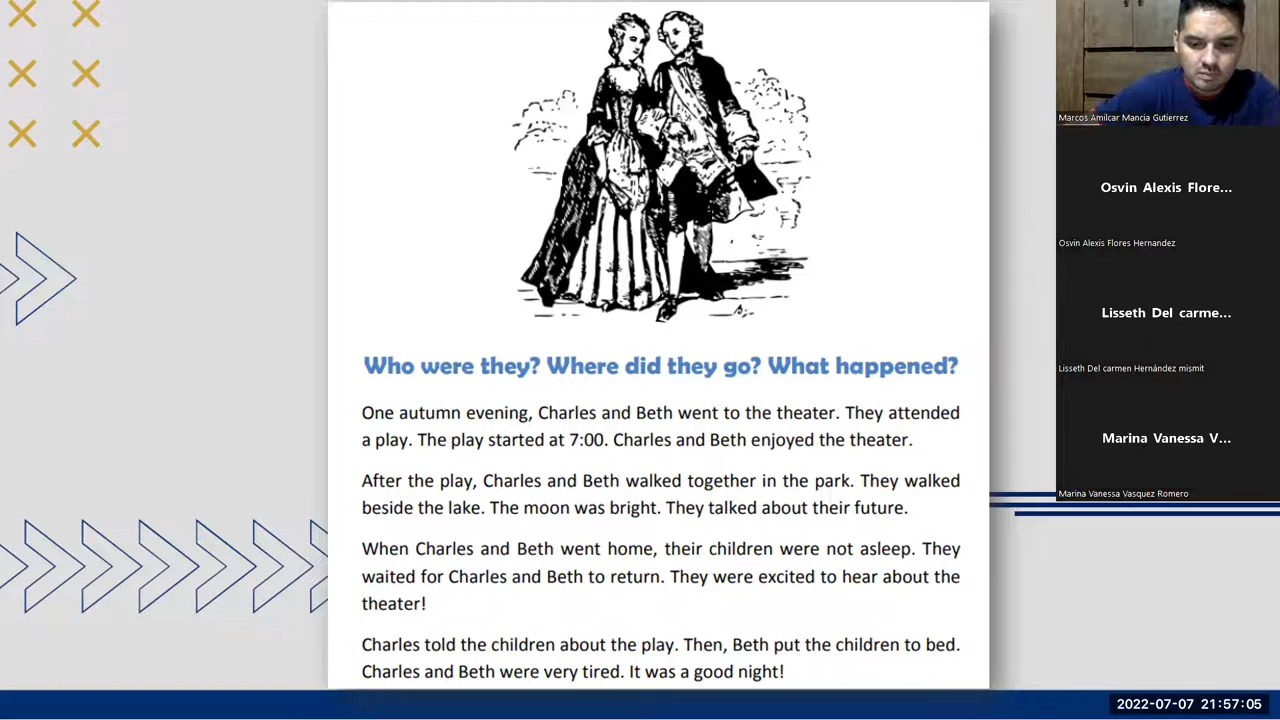 Who were they? Where did they go? What happened?
One autumn evening, Charles and Beth went to the theater. They attended
a play. The play started at 7:00. Charles and Beth enjoyed the theater.
After the play, Charles and Beth walked together in the park. They walked
beside the lake. The moon was bright. They talked about their future.
When Charles and Beth went home, their children were not asleep. They
waited for Charles and Beth to return. They were excited to hear about the
theater!
Charles told the children about the play. Then, Beth put the children to bed.
Charles and Beth were very tired. It was a good night!
Marcos Amilcar Mancia Gutierrez
Osvin Alexis Flore...
Osvin Alexis Flores Hernandez
Lisseth Del carme...
Lisseth Del carmen Hernández mismit
Marina Vanessa V...
Marina Vanessa Vasquez Romero
2022-07-07 21:57:05